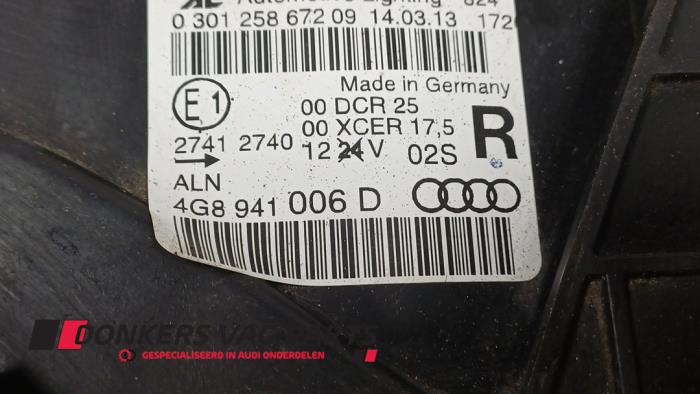 Automotive Lighting 824
0 301 258 672 09 14.03.13 172
Made in Germany
E1 00 DCR 25
00 XCER 17,5 R
2741 2740 12 24 V 02S
ALN
4G8 941 006 D
DONKERS
GESPECIALISEERD IN AUDI ONDERDELEN